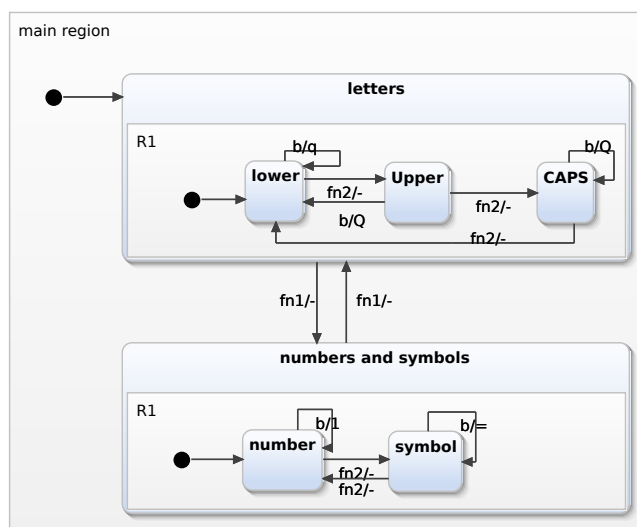 main region
letters
R1
b/q
b/Q
lower
Upper
CAPS
fn2/-
fn2/-
b/Q
fn2/-
fn1/-
fn1/-
numbers and symbols
R1
b/1
b/=
number
symbol
fn2/-
fn2/-